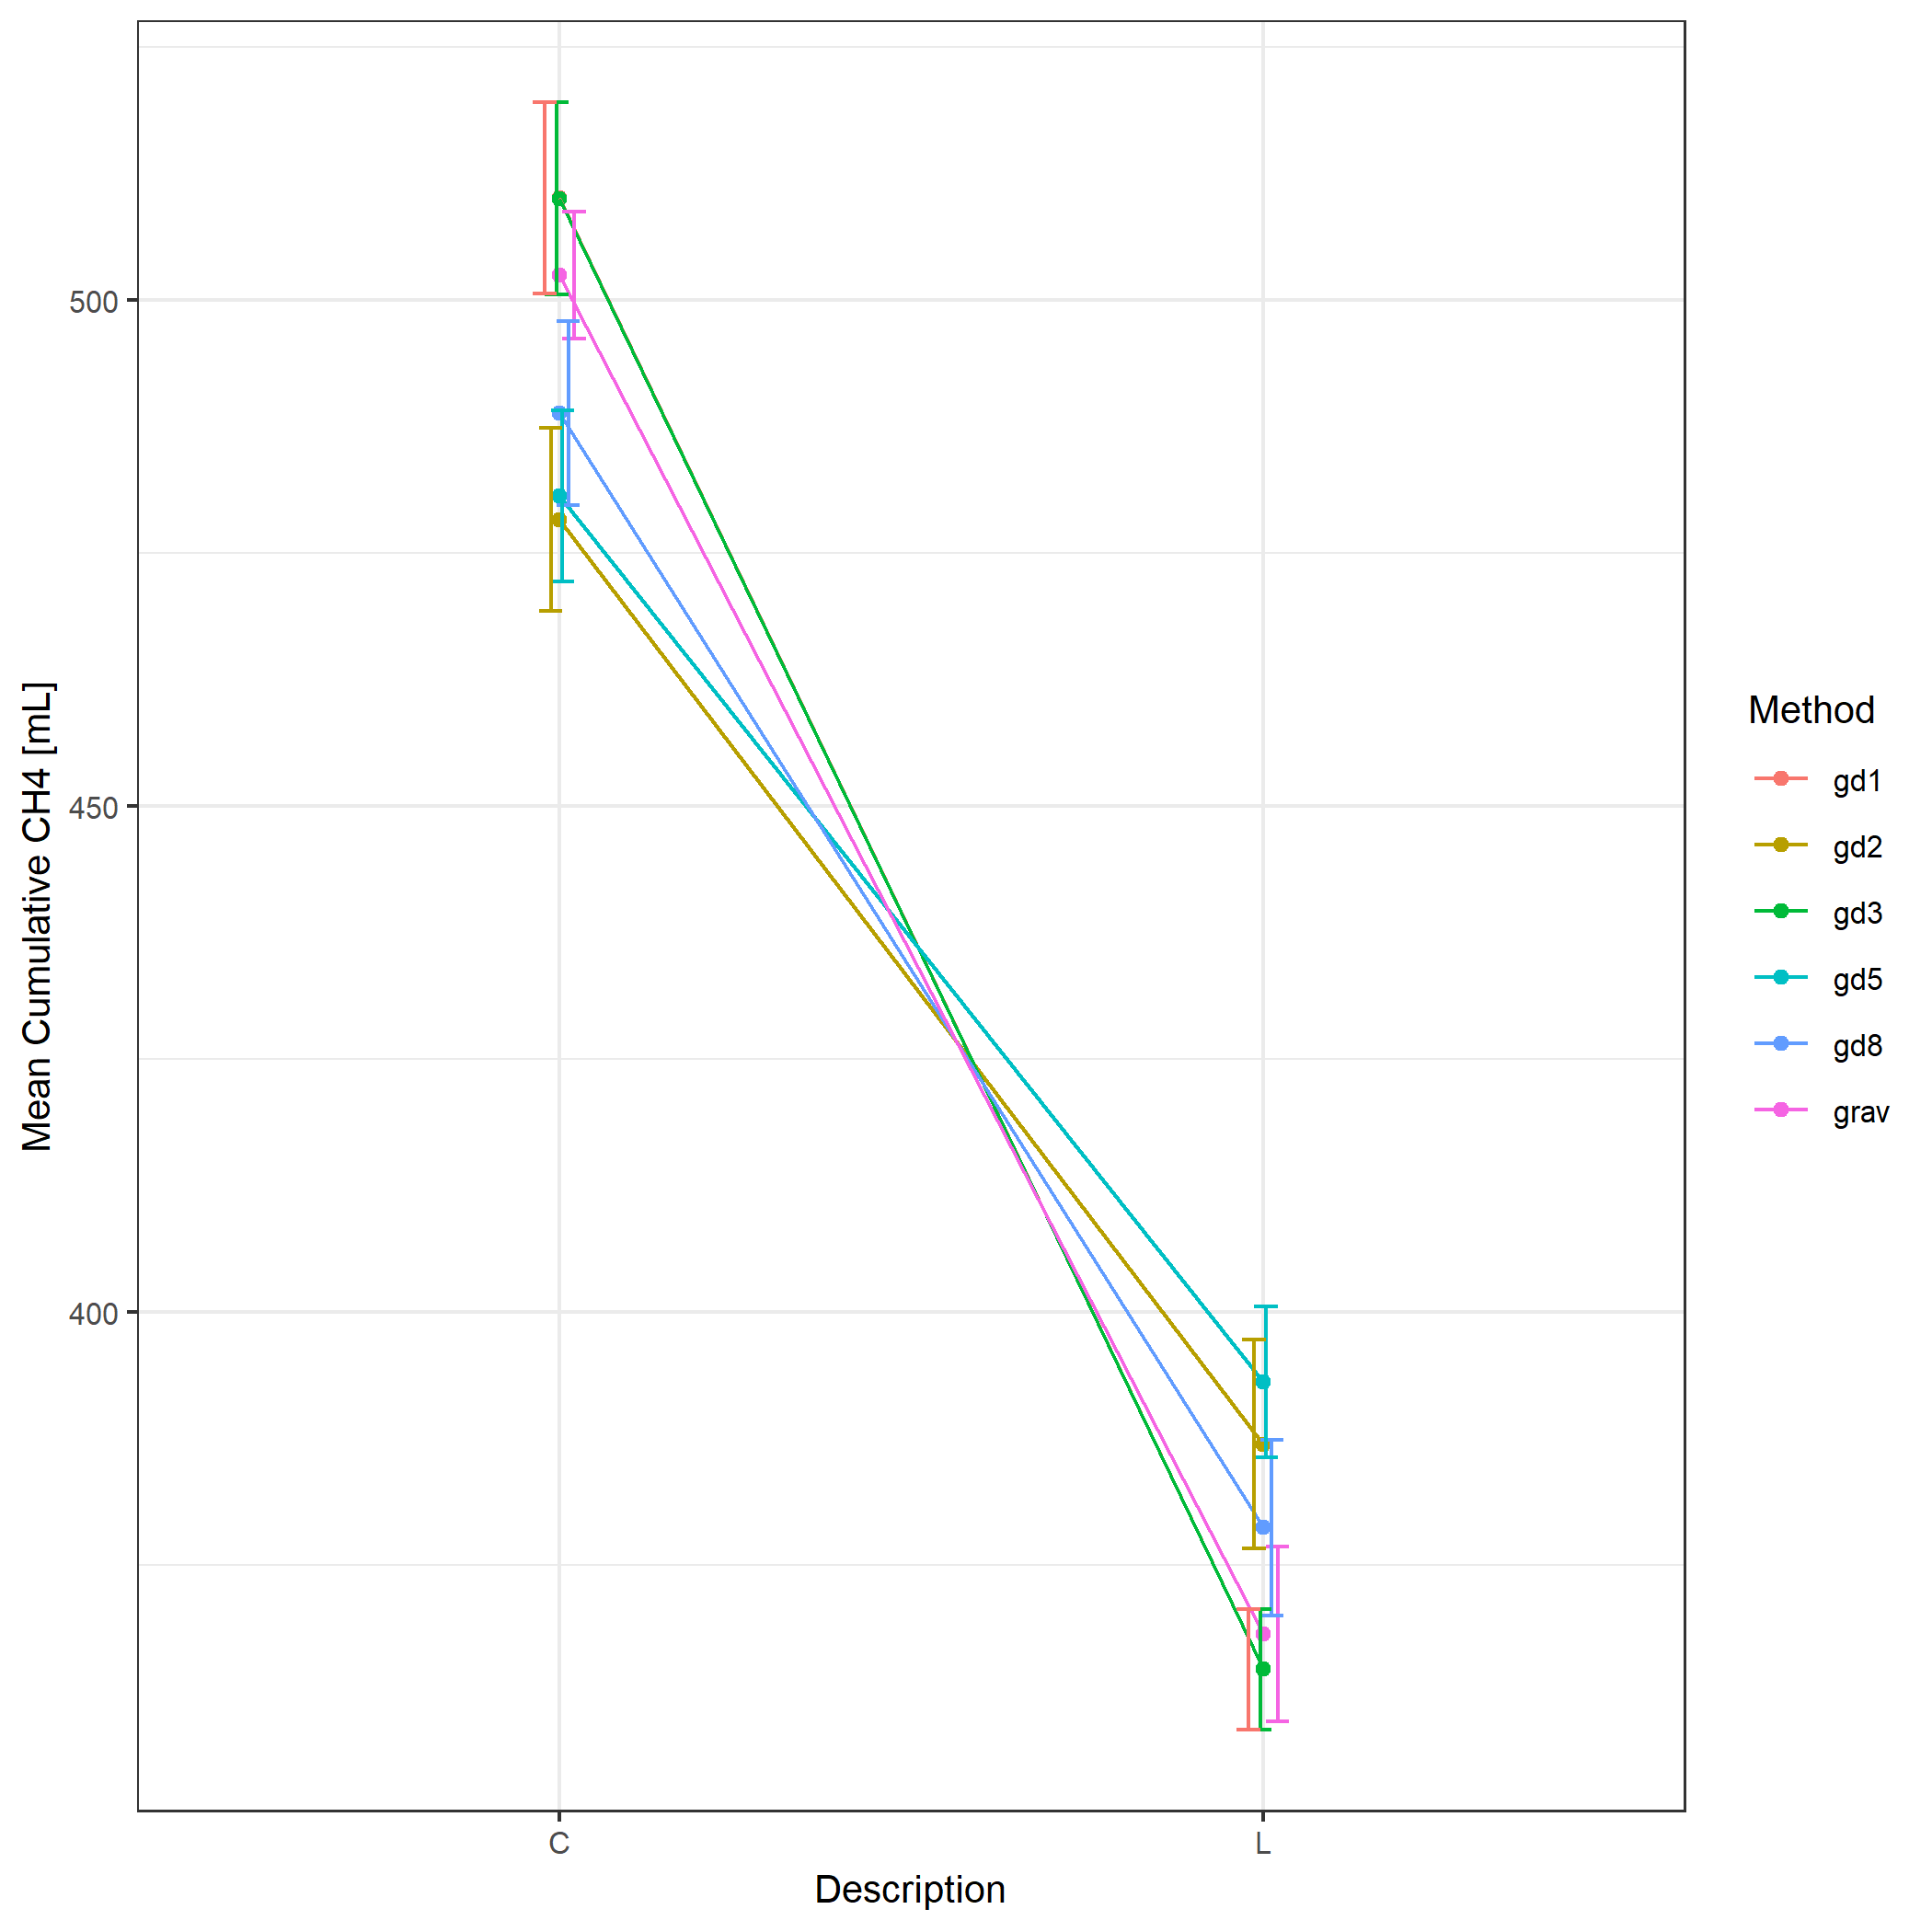 Mean Cumulative CH4 [mL]
500
450
400
C
L
Description
Method
gd1
gd2
gd3
gd5
gd8
grav